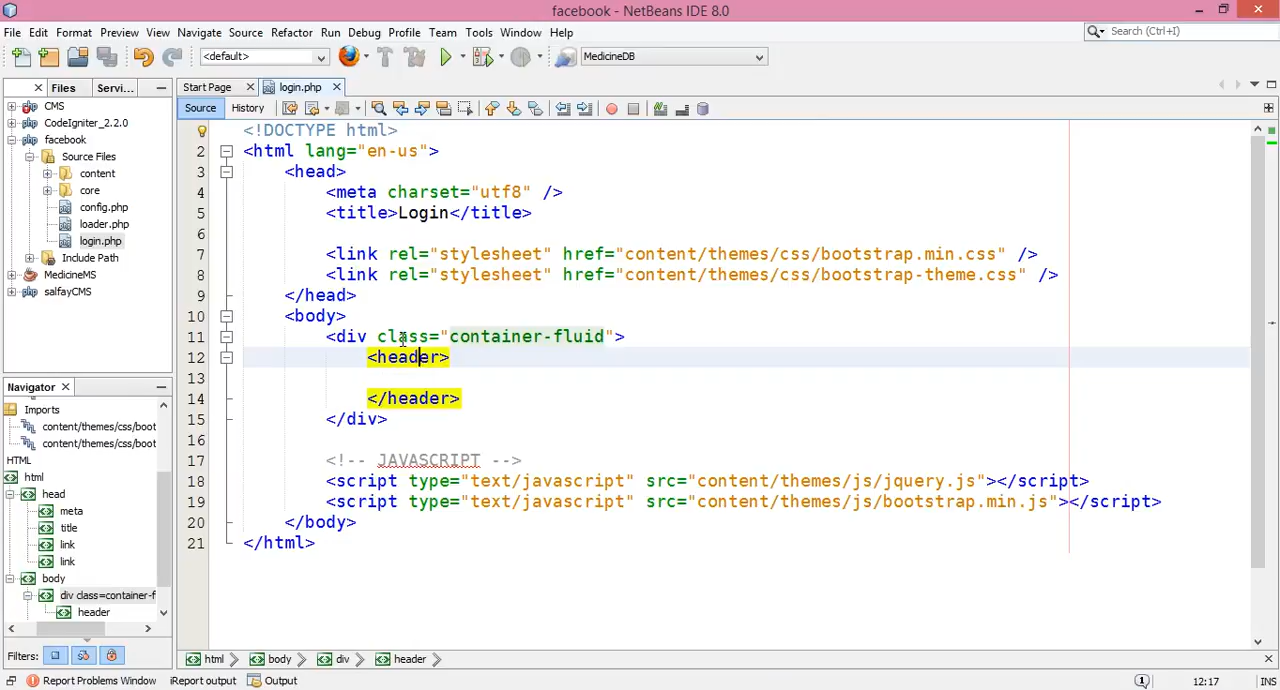 facebook - NetBeans IDE 8.0
File Edit Format Preview View Navigate Source Refactor Run Debug Profile Team Tools Window Help
Search (Ctrl+I)
<default>
MedicineDB
Files
Servi...
Start Page
login.php
CMS
CodeIgniter_2.2.0
facebook
Source Files
content
core
config.php
loader.php
login.php
Include Path
MedicineMS
salfayCMS
Source
History
<!DOCTYPE html>
2 <html lang="en-us">
3 <head>
4 <meta charset="utf8" />
5 <title>Login</title>
6
7 <link rel="stylesheet" href="content/themes/css/bootstrap.min.css" />
8 <link rel="stylesheet" href="content/themes/css/bootstrap-theme.css" />
9 </head>
10 <body>
11 <div class="container-fluid">
12 <header>
13
14 </header>
15 </div>
16
17 <!-- JAVASCRIPT -->
18 <script type="text/javascript" src="content/themes/js/jquery.js"></script>
19 <script type="text/javascript" src="content/themes/js/bootstrap.min.js"></script>
20 </body>
21 </html>
Navigator
Imports
content/themes/css/boot
content/themes/css/boot
HTML
html
head
meta
title
link
link
body
div class=container-f
header
Filters:
html
body
div
header
Report Problems Window
iReport output
Output
1
12:17
INS